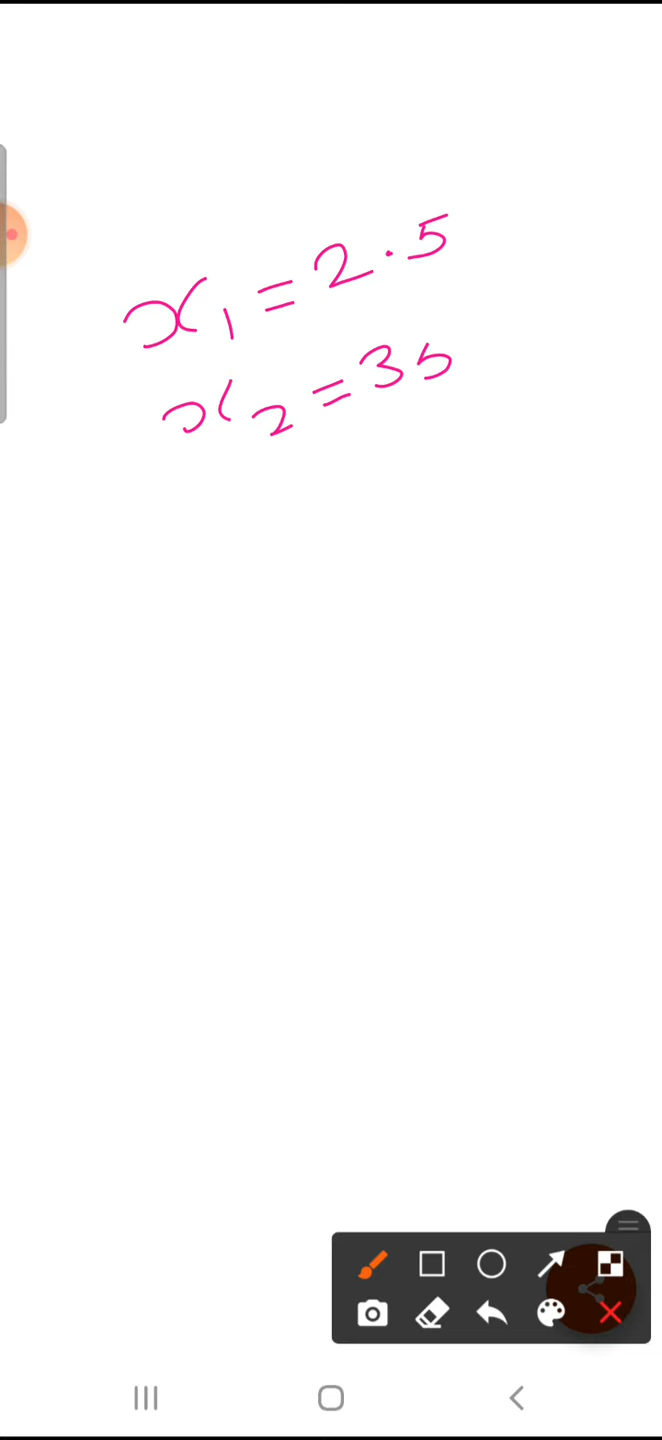 x₁ = 2.5
x₂ = 35